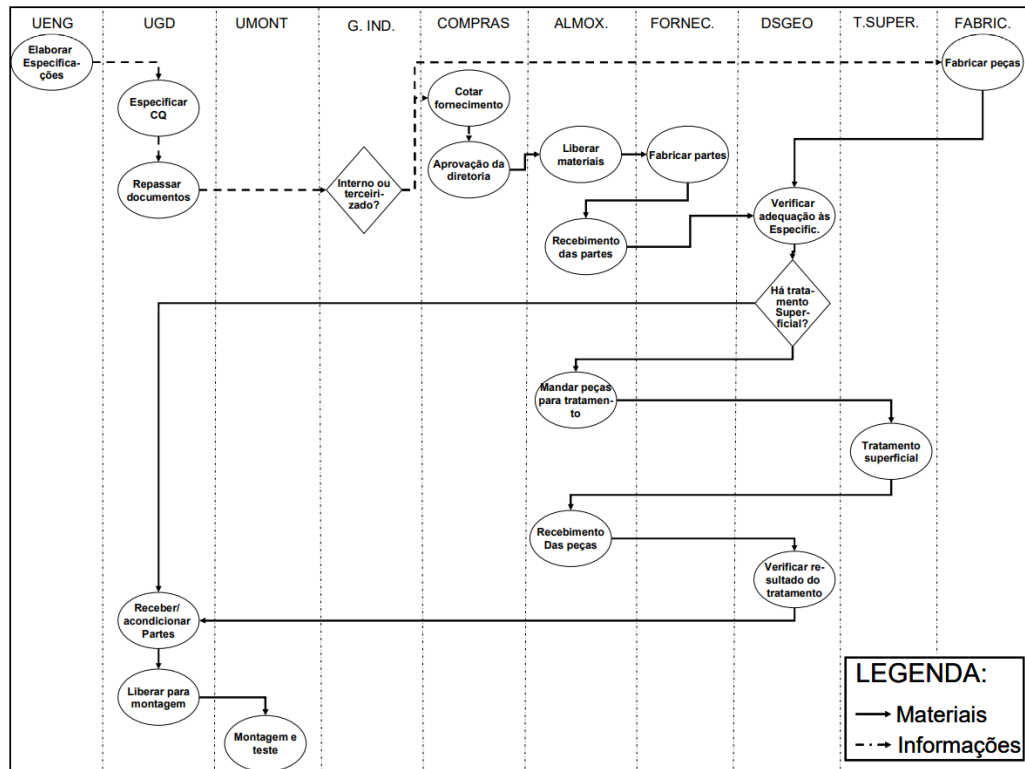 UENG UGD UMONT G. IND. COMPRAS ALMOX. FORNEC. DSGEO T.SUPER. FABRIC.
Elaborar
Especifica-
ções
Fabricar peças
Especificar
CQ
Cotar
fornecimento
Repassar
documentos
Interno ou
terceiri-
zado?
Aprovação da
diretoria
Liberar
materiais
Fabricar partes
Verificar
adequação às
Especific.
Recebimento
das partes
Há trata-
mento
Super-
ficial?
Mandar peças
para tratamen-
to
Tratamento
superficial
Recebimento
Das peças
Verificar re-
sultado do
tratamento
Receber/
acondicionar
Partes
Liberar para
montagem
Montagem e
teste
LEGENDA:
Materiais
Informações